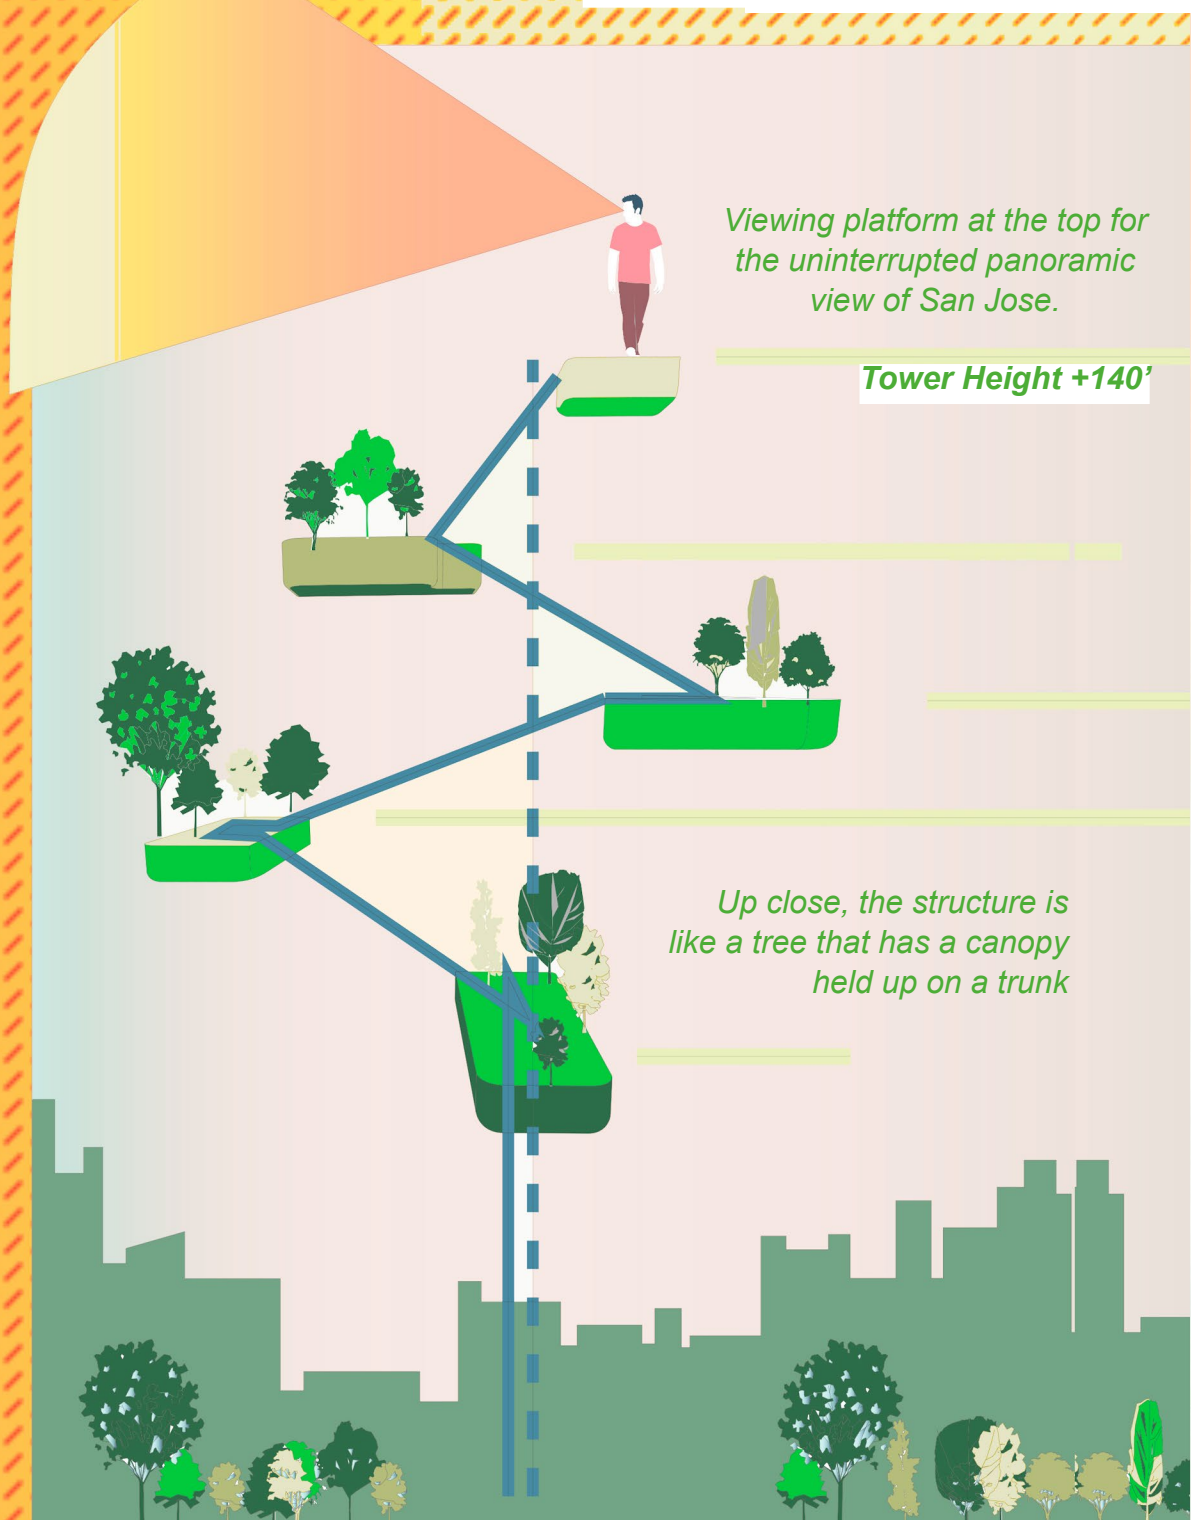 Viewing platform at the top for
the uninterrupted panoramic
view of San Jose.
Tower Height +140’
Up close, the structure is
like a tree that has a canopy
held up on a trunk